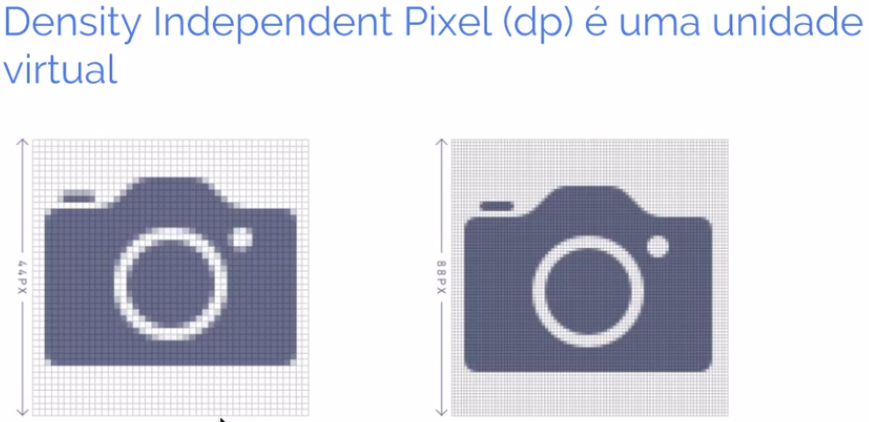 Density Independent Pixel (dp) é uma unidade
virtual
44PX
88PX